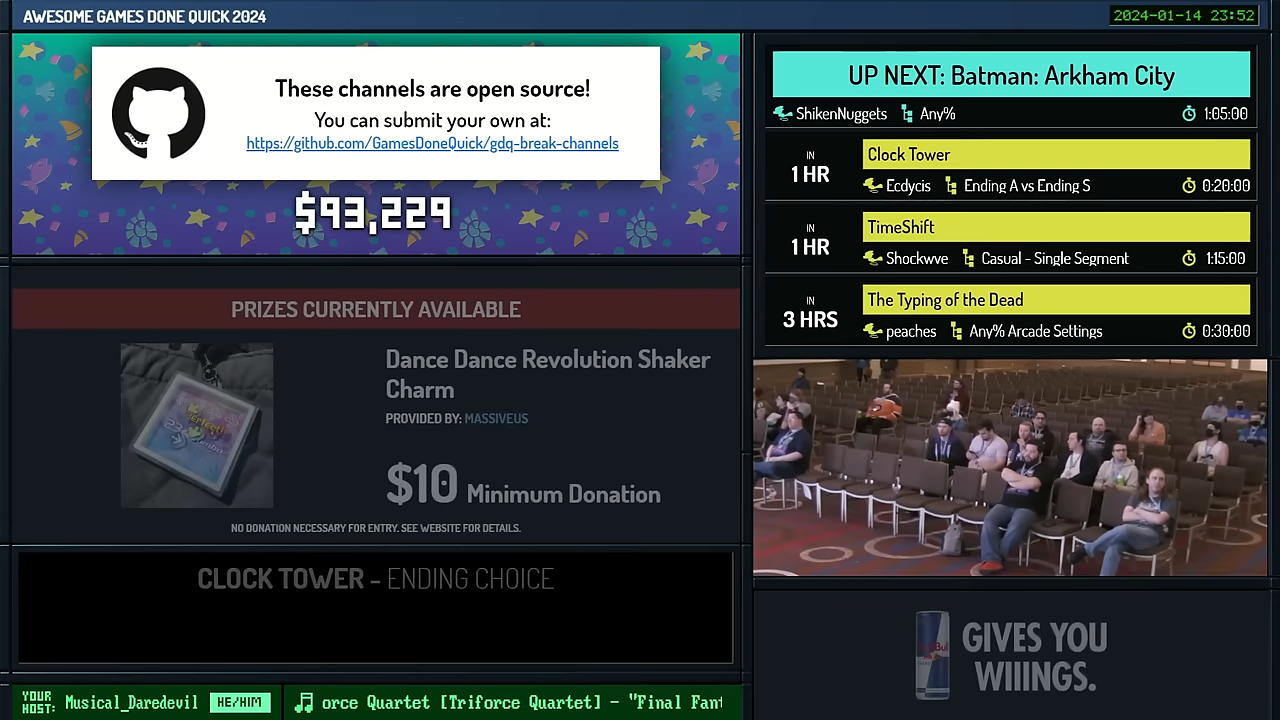 AWESOME GAMES DONE QUICK 2024
2024-01-14 23:52
These channels are open source!
You can submit your own at:
https://github.com/GamesDoneQuick/gdq-break-channels
$93,229
PRIZES CURRENTLY AVAILABLE
Dance Dance Revolution Shaker
Charm
PROVIDED BY: MASSIVEUS
$10 Minimum Donation
NO DONATION NECESSARY FOR ENTRY. SEE WEBSITE FOR DETAILS.
CLOCK TOWER - ENDING CHOICE
UP NEXT: Batman: Arkham City
ShikenNuggets Any% 1:05:00
IN
1 HR
Clock Tower
Ecdycis Ending A vs Ending S 0:20:00
IN
1 HR
TimeShift
Shockwve Casual - Single Segment 1:15:00
IN
3 HRS
The Typing of the Dead
peaches Any% Arcade Settings 0:30:00
RedBull
GIVES YOU
WIIINGS.
YOUR
HOST: Musical_Daredevil HE/HIM
orce Quartet [Triforce Quartet] - "Final Fant